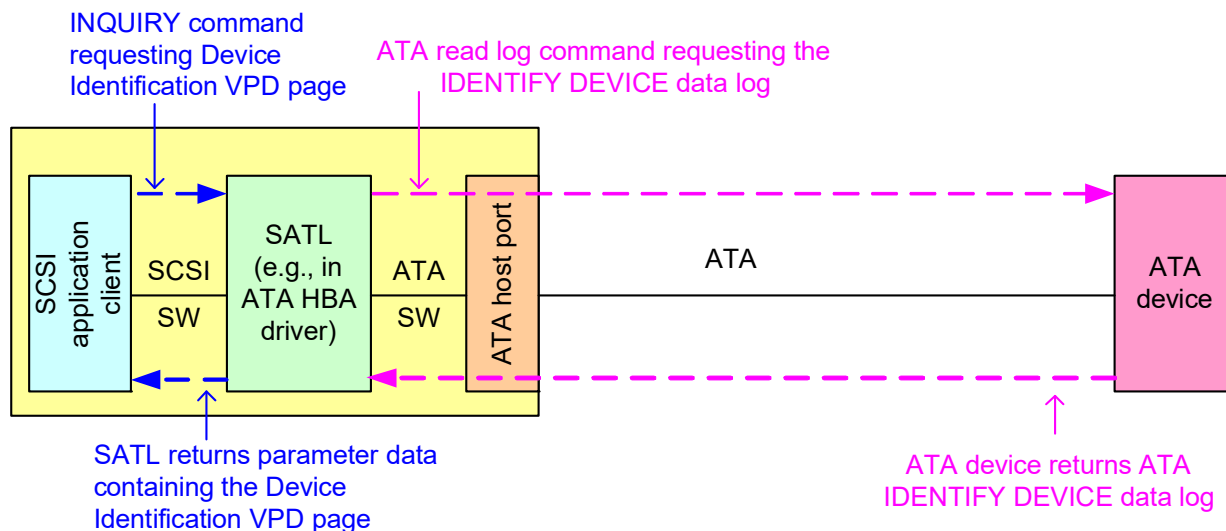 INQUIRY command
requesting Device
Identification VPD page
ATA read log command requesting the
IDENTIFY DEVICE data log
SCSI
application
client
SCSI
SW
SATL
(e.g., in
ATA HBA
driver)
ATA
SW
ATA host port
ATA
ATA
device
SATL returns parameter data
containing the Device
Identification VPD page
ATA device returns ATA
IDENTIFY DEVICE data log